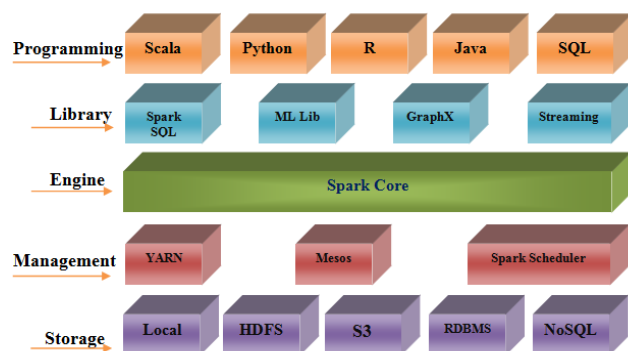 Programming
Scala
Python
R
Java
SQL
Library
Spark
SQL
ML Lib
GraphX
Streaming
Engine
Spark Core
Management
YARN
Mesos
Spark Scheduler
Storage
Local
HDFS
S3
RDBMS
NoSQL